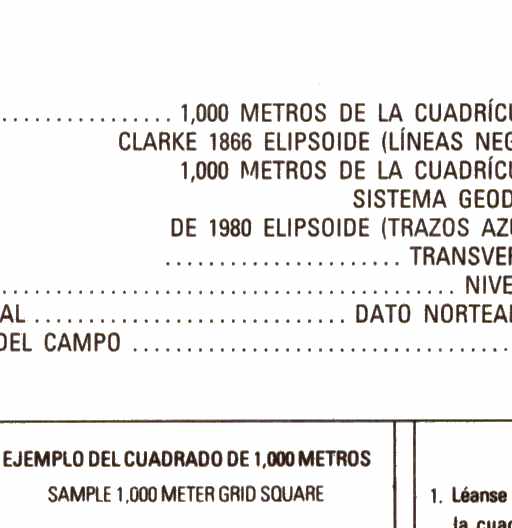 ................. 1,000 METROS DE LA CUADRÍCU
CLARKE 1866 ELIPSOIDE (LÍNEAS NEG
1,000 METROS DE LA CUADRÍCU
SISTEMA GEOD
DE 1980 ELIPSOIDE (TRAZOS AZU
...................... TRANSVER
.......................................... NIVE
AL ............................. DATO NORTEAM
DEL CAMPO ...................................
EJEMPLO DEL CUADRADO DE 1,000 METROS
SAMPLE 1,000 METER GRID SQUARE
1. Léanse
la cuad